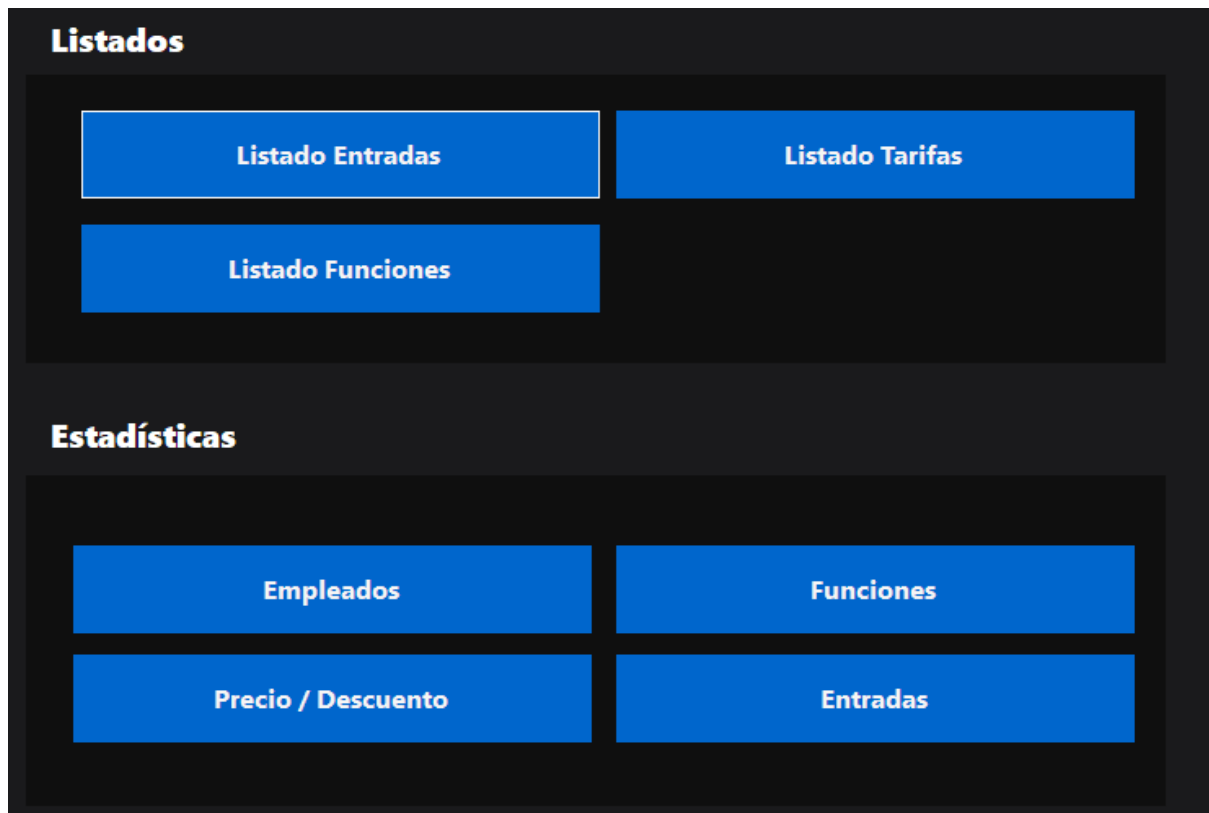 Listados
Listado Entradas
Listado Tarifas
Listado Funciones
Estadísticas
Empleados
Funciones
Precio / Descuento
Entradas